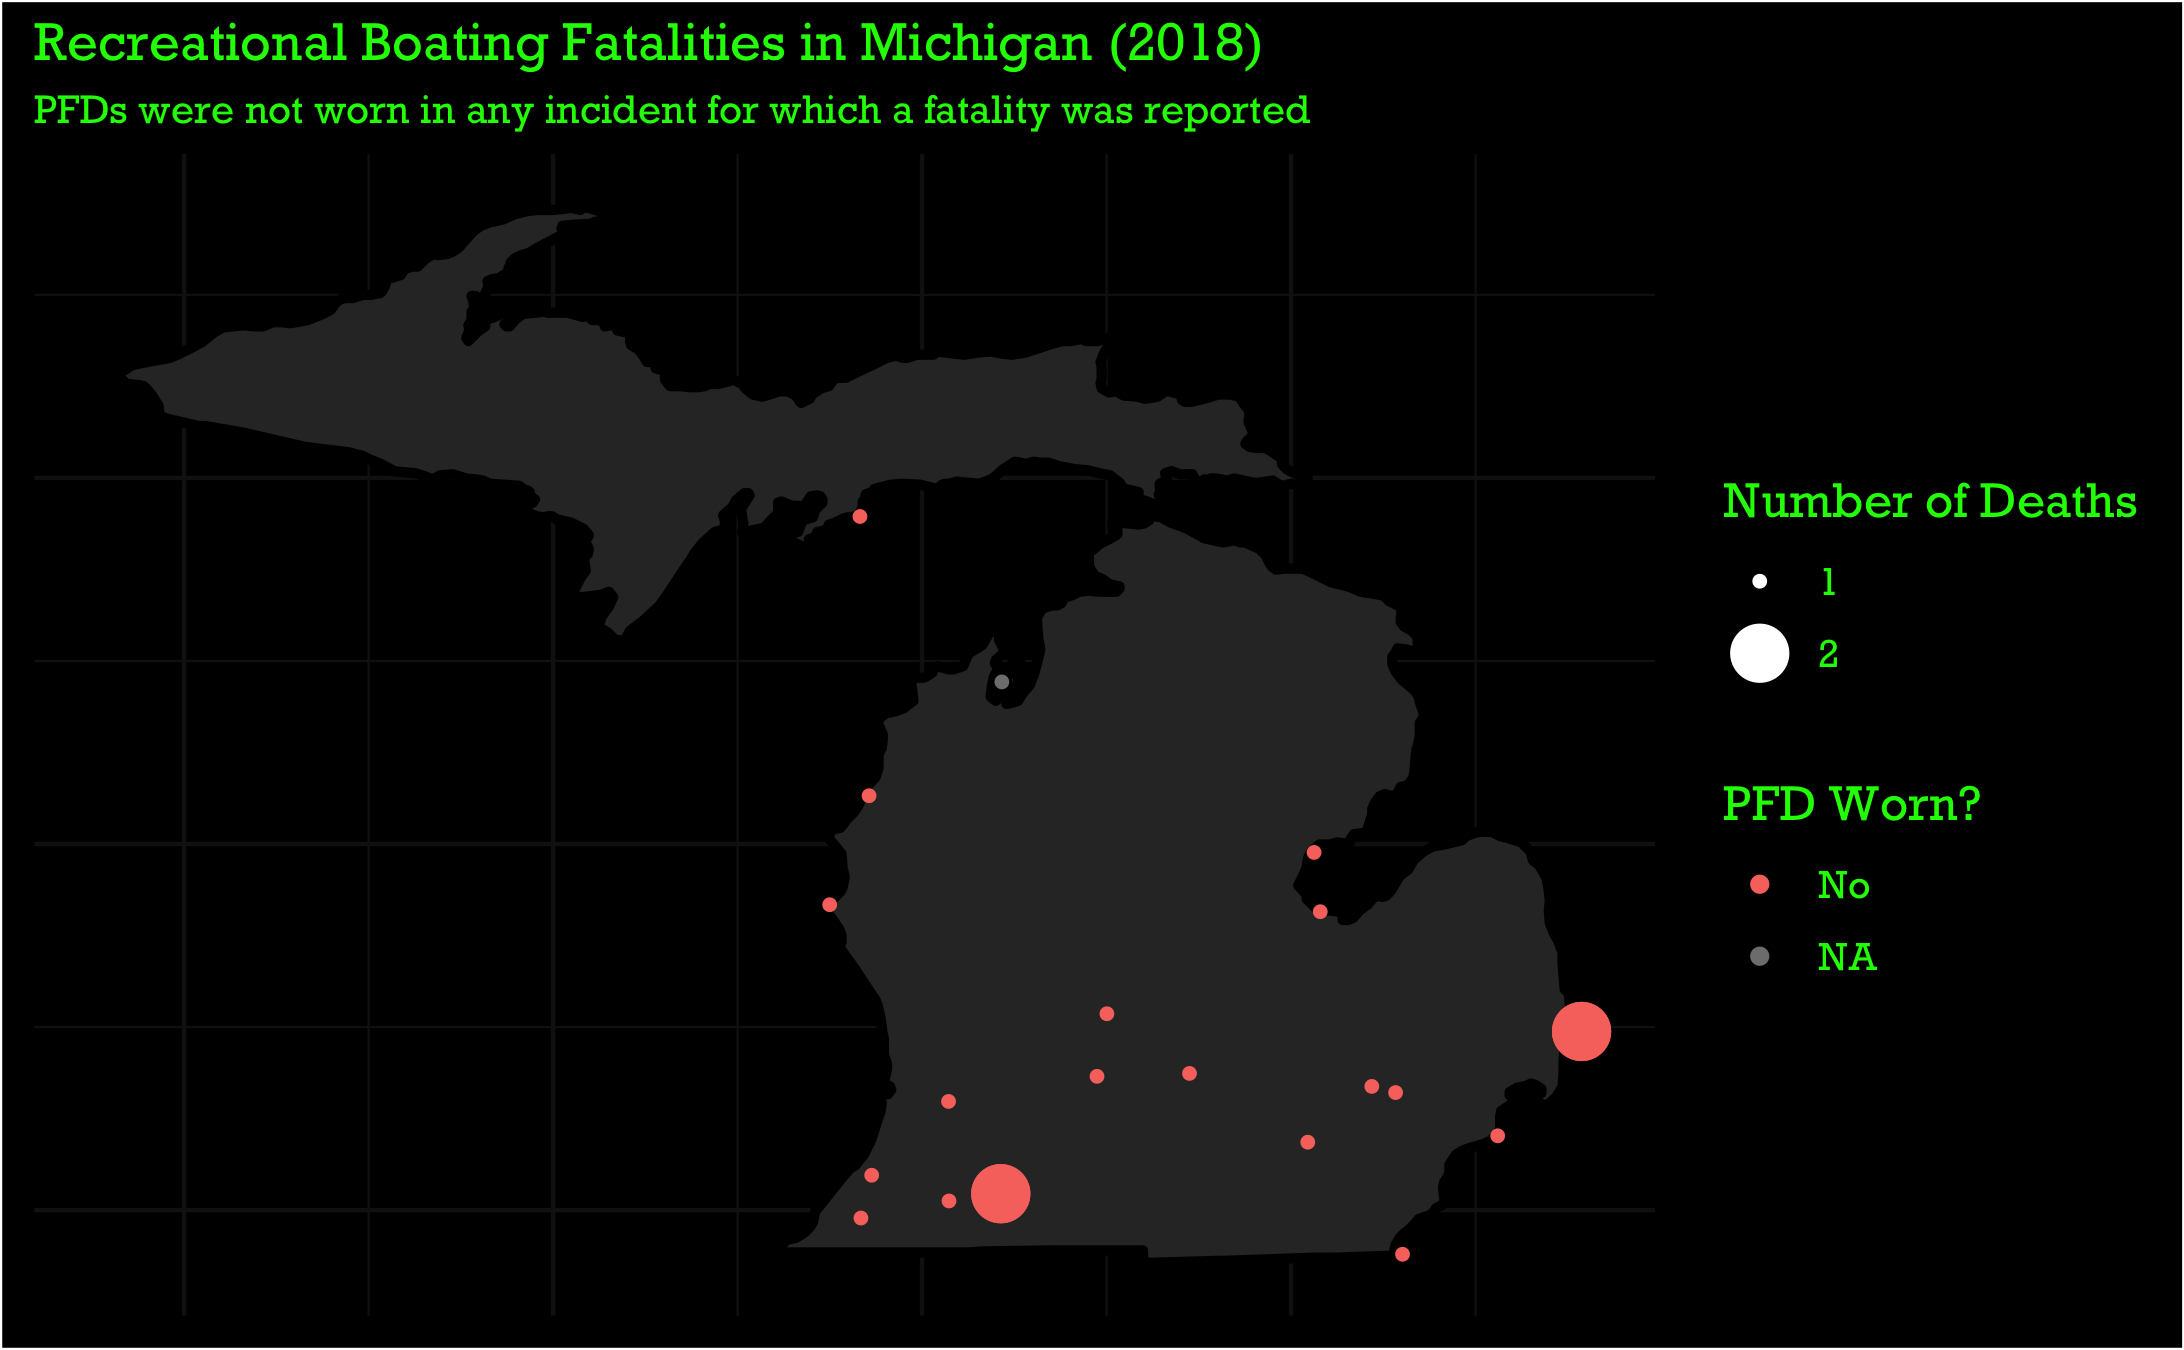 Recreational Boating Fatalities in Michigan (2018)
PFDs were not worn in any incident for which a fatality was reported
Number of Deaths
1
2
PFD Worn?
No
NA